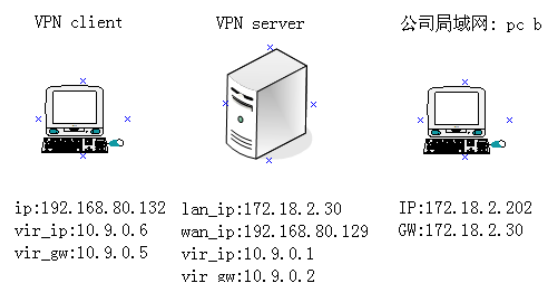 VPN client
VPN server
公司局域网: pc b
ip:192.168.80.132
vir_ip:10.9.0.6
vir_gw:10.9.0.5
lan_ip:172.18.2.30
wan_ip:192.168.80.129
vir_ip:10.9.0.1
vir_gw:10.9.0.2
IP:172.18.2.202
GW:172.18.2.30